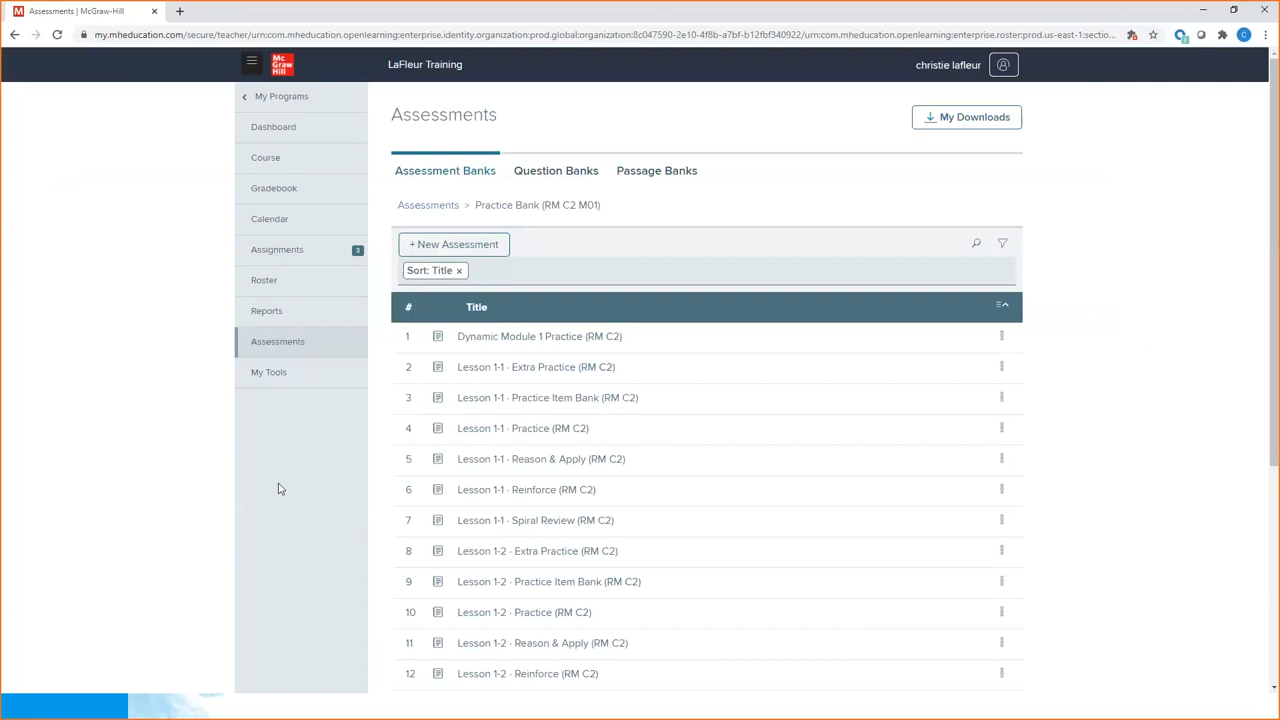 Assessments | McGraw-Hill
my.mheducation.com/secure/teacher/urn:com.mheducation.openlearning:enterprise.identity.organization:prod.global:organization:8c047590-2e10-4f8b-a7bf-b12fbf340922/urn:com.mheducation.openlearning:enterprise.roster:prod.us-east-1:sectio...
C
Mc
Graw
Hill
LaFleur Training
christie lafleur
My Programs
Dashboard
Course
Gradebook
Calendar
Assignments 3
Roster
Reports
Assessments
My Tools
Assessments
My Downloads
Assessment Banks Question Banks Passage Banks
Assessments > Practice Bank (RM C2 M01)
+ New Assessment
Sort: Title ×
# Title
1 Dynamic Module 1 Practice (RM C2)
2 Lesson 1-1 · Extra Practice (RM C2)
3 Lesson 1-1 · Practice Item Bank (RM C2)
4 Lesson 1-1 · Practice (RM C2)
5 Lesson 1-1 · Reason & Apply (RM C2)
6 Lesson 1-1 · Reinforce (RM C2)
7 Lesson 1-1 · Spiral Review (RM C2)
8 Lesson 1-2 · Extra Practice (RM C2)
9 Lesson 1-2 · Practice Item Bank (RM C2)
10 Lesson 1-2 · Practice (RM C2)
11 Lesson 1-2 · Reason & Apply (RM C2)
12 Lesson 1-2 · Reinforce (RM C2)